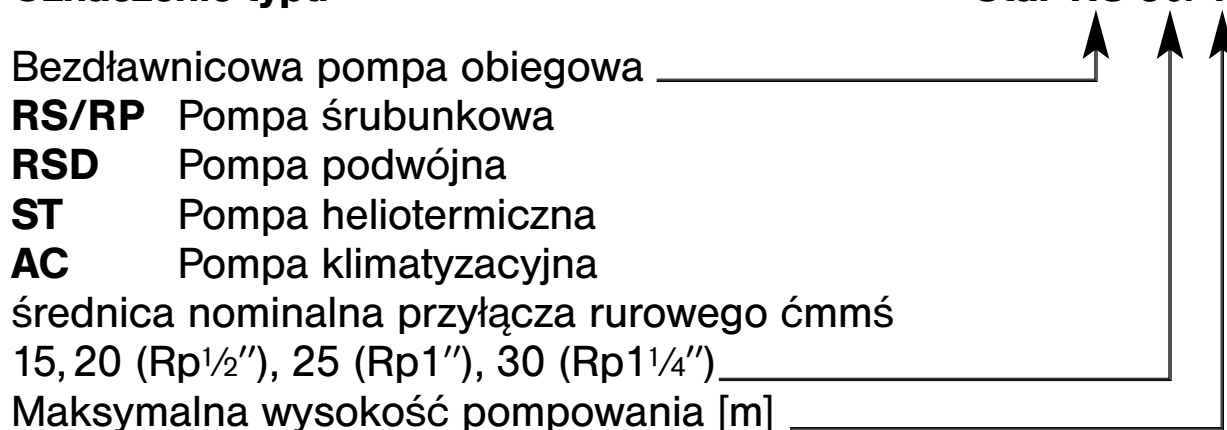 Bezdławnicowa pompa obiegowa
RS/RP Pompa śrubunkowa
RSD Pompa podwójna
ST Pompa heliotermiczna
AC Pompa klimatyzacyjna
średnica nominalna przyłącza rurowego ćmmś
15, 20 (Rp½″), 25 (Rp1″), 30 (Rp1¼″)
Maksymalna wysokość pompowania [m]